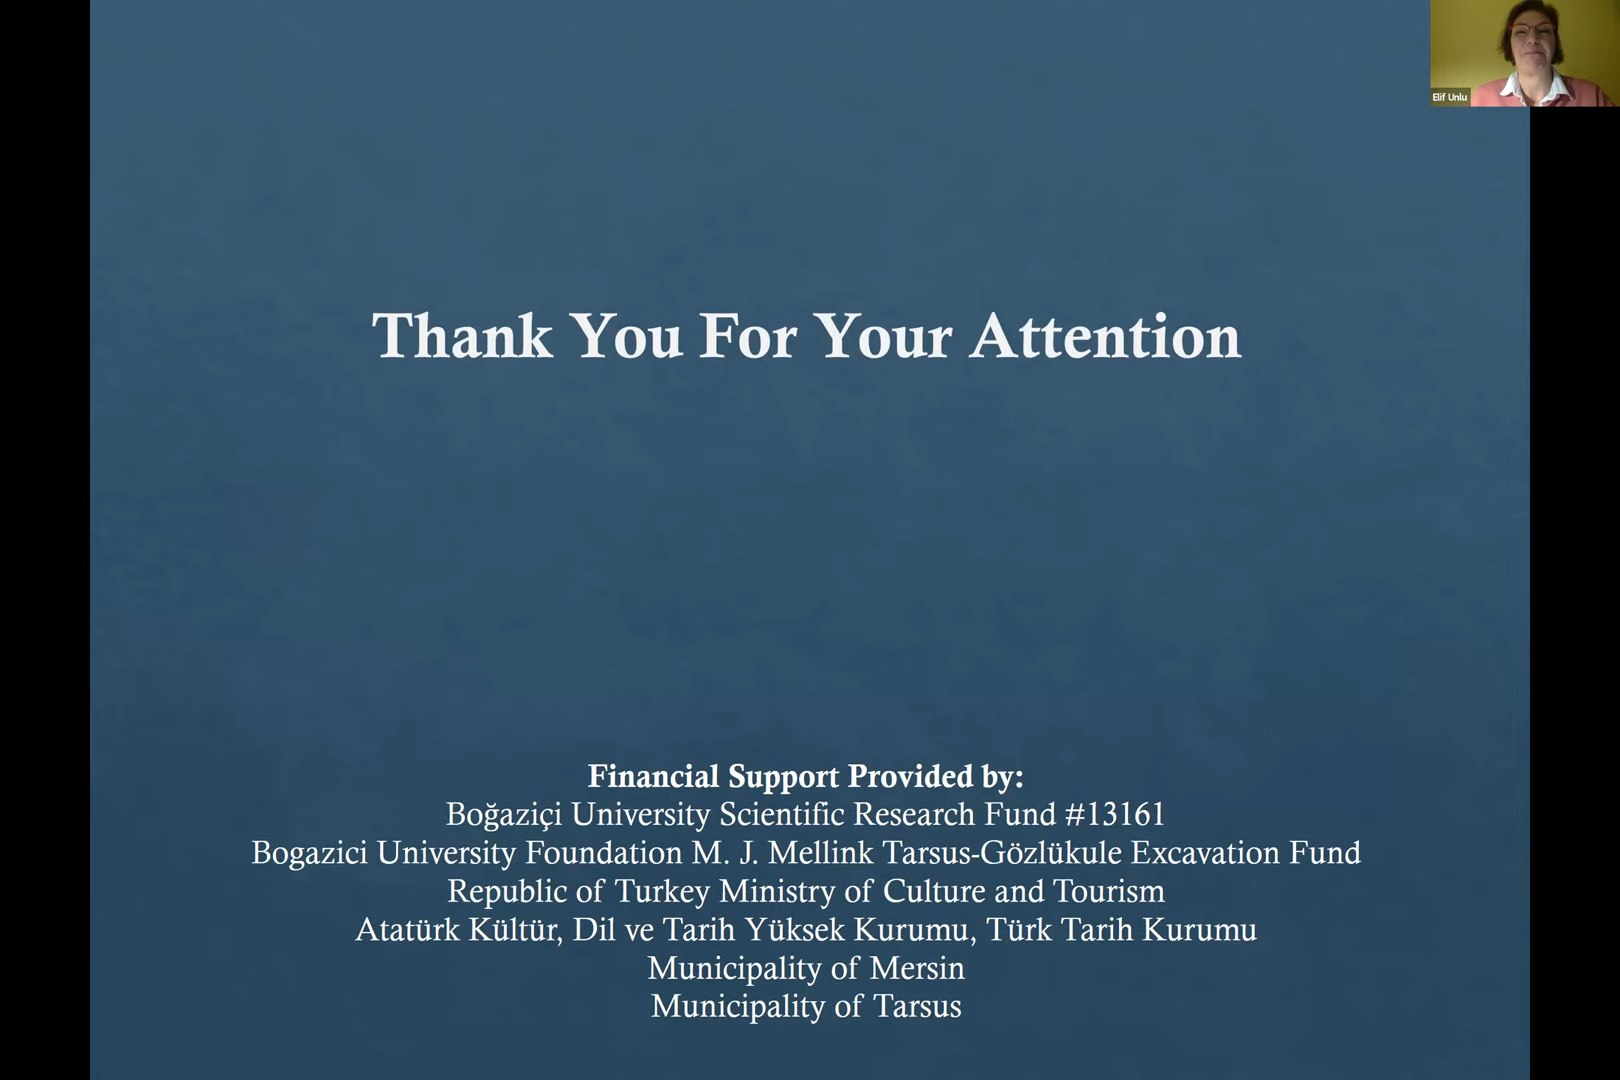 Elif Unlu
Thank You For Your Attention
Financial Support Provided by:
Boğaziçi University Scientific Research Fund #13161
Bogazici University Foundation M. J. Mellink Tarsus-Gözlükule Excavation Fund
Republic of Turkey Ministry of Culture and Tourism
Atatürk Kültür, Dil ve Tarih Yüksek Kurumu, Türk Tarih Kurumu
Municipality of Mersin
Municipality of Tarsus